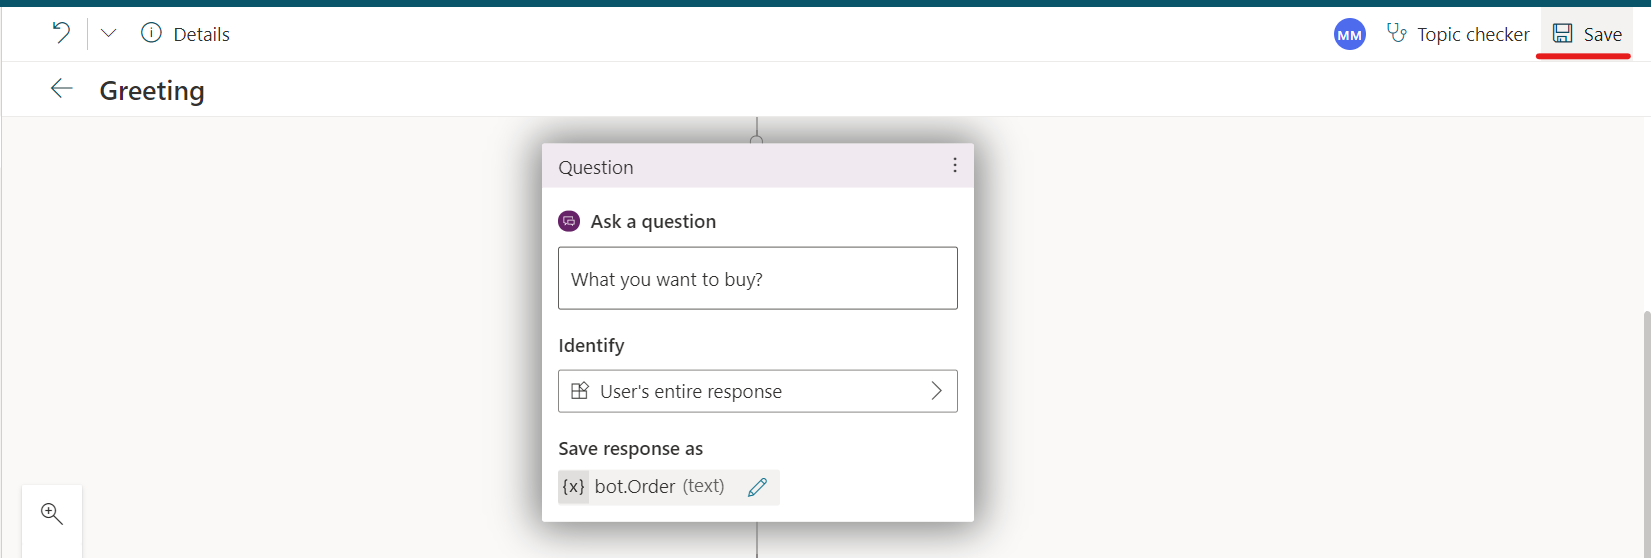 Details
MM
Topic checker
Save
Greeting
Question
Ask a question
What you want to buy?
Identify
User's entire response
Save response as
{x} bot.Order (text)